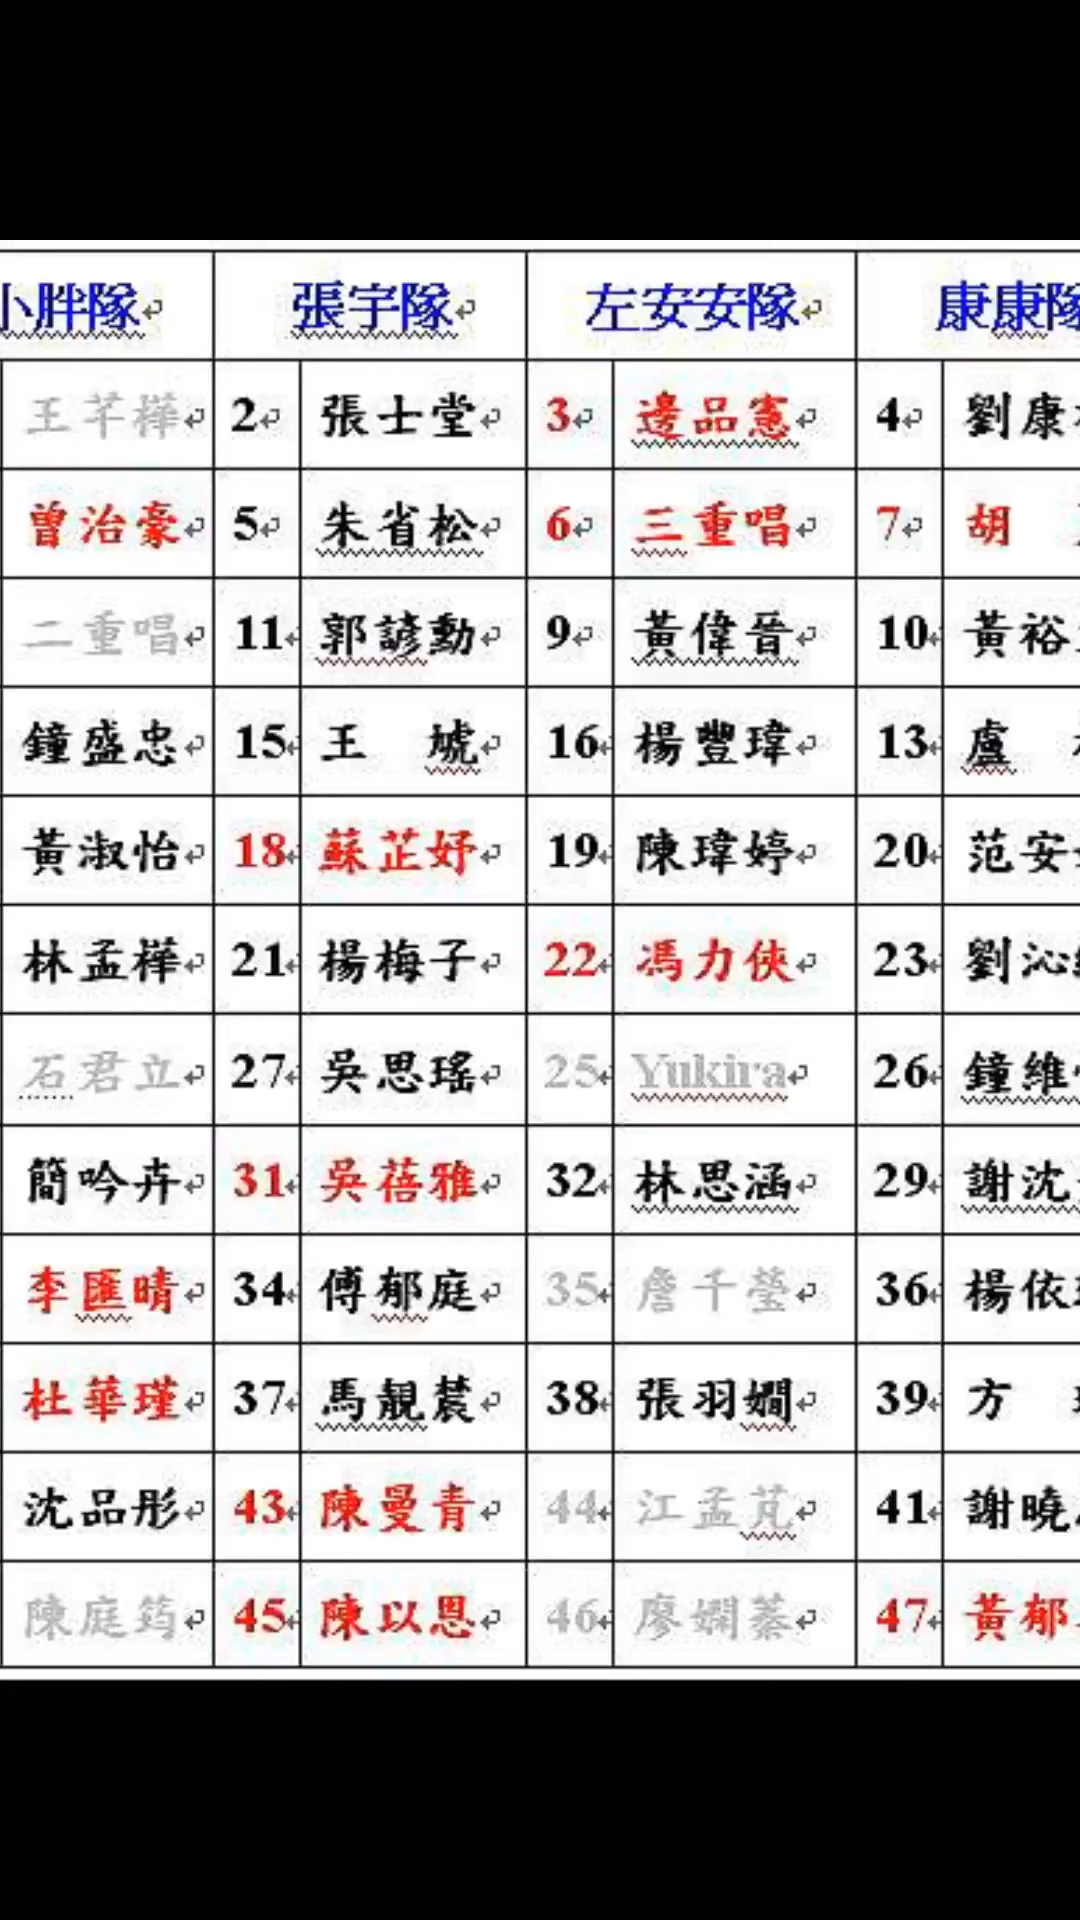 小胖隊 張宇隊 左安安隊 康康隊
王芊樺 2 張士堂 3 邊品憲 4 劉康
曾治豪 5 朱省松 6 三重唱 7 胡
二重唱 11 郭諺勳 9 黃偉晉 10 黃裕
鐘盛忠 15 王 琥 16 楊豐瑋 13 盧
黃淑怡 18 蘇芷妤 19 陳瑋婷 20 范安
林孟樺 21 楊梅子 22 馮力俠 23 劉沁
石君立 27 吳思瑤 25 Yukira 26 鐘維
簡吟卉 31 吳蓓雅 32 林思涵 29 謝沈
李匯晴 34 傅郁庭 35 詹千瑩 36 楊依
杜華瑾 37 馬靚 38 張羽嫺 39 方
沈品彤 43 陳曼青 44 江孟芃 41 謝曉
陳庭筠 45 陳以恩 46 廖嫻蓁 47 黃郁